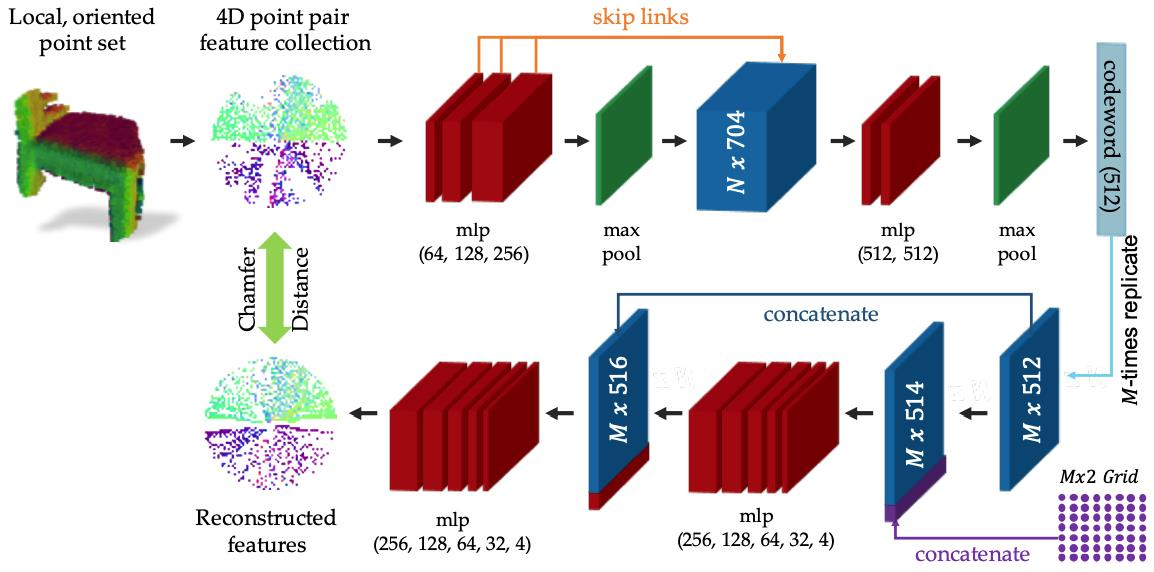 Local, oriented
point set
4D point pair
feature collection
skip links
N x 704
codeword (512)
mlp
(64, 128, 256)
max
pool
mlp
(512, 512)
max
pool
M-times replicate
Chamfer
Distance
concatenate
M x 516
M x 514
M x 512
Mx2 Grid
Reconstructed
features
mlp
(256, 128, 64, 32, 4)
mlp
(256, 128, 64, 32, 4)
concatenate